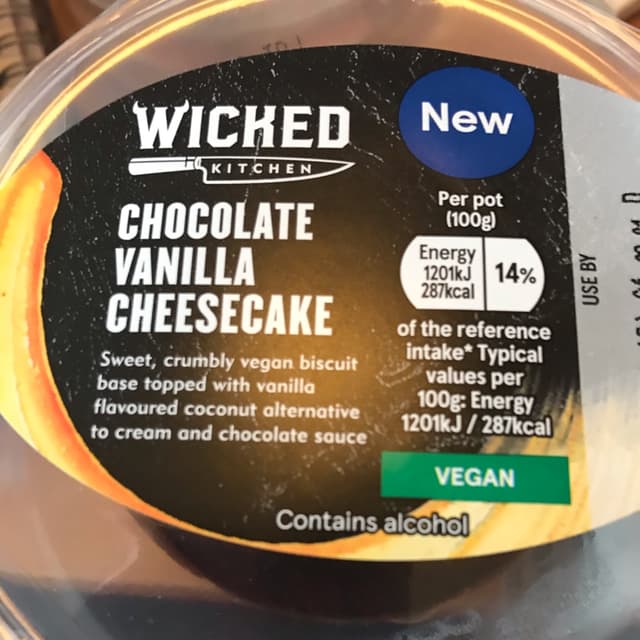 WICKED
KITCHEN
CHOCOLATE
VANILLA
CHEESECAKE
Sweet, crumbly vegan biscuit
base topped with vanilla
flavoured coconut alternative
to cream and chocolate sauce
New
Per pot
(100g)
Energy
1201kJ
287kcal
14%
of the reference
intake* Typical
values per
100g: Energy
1201kJ / 287kcal
VEGAN
Contains alcohol
USE BY